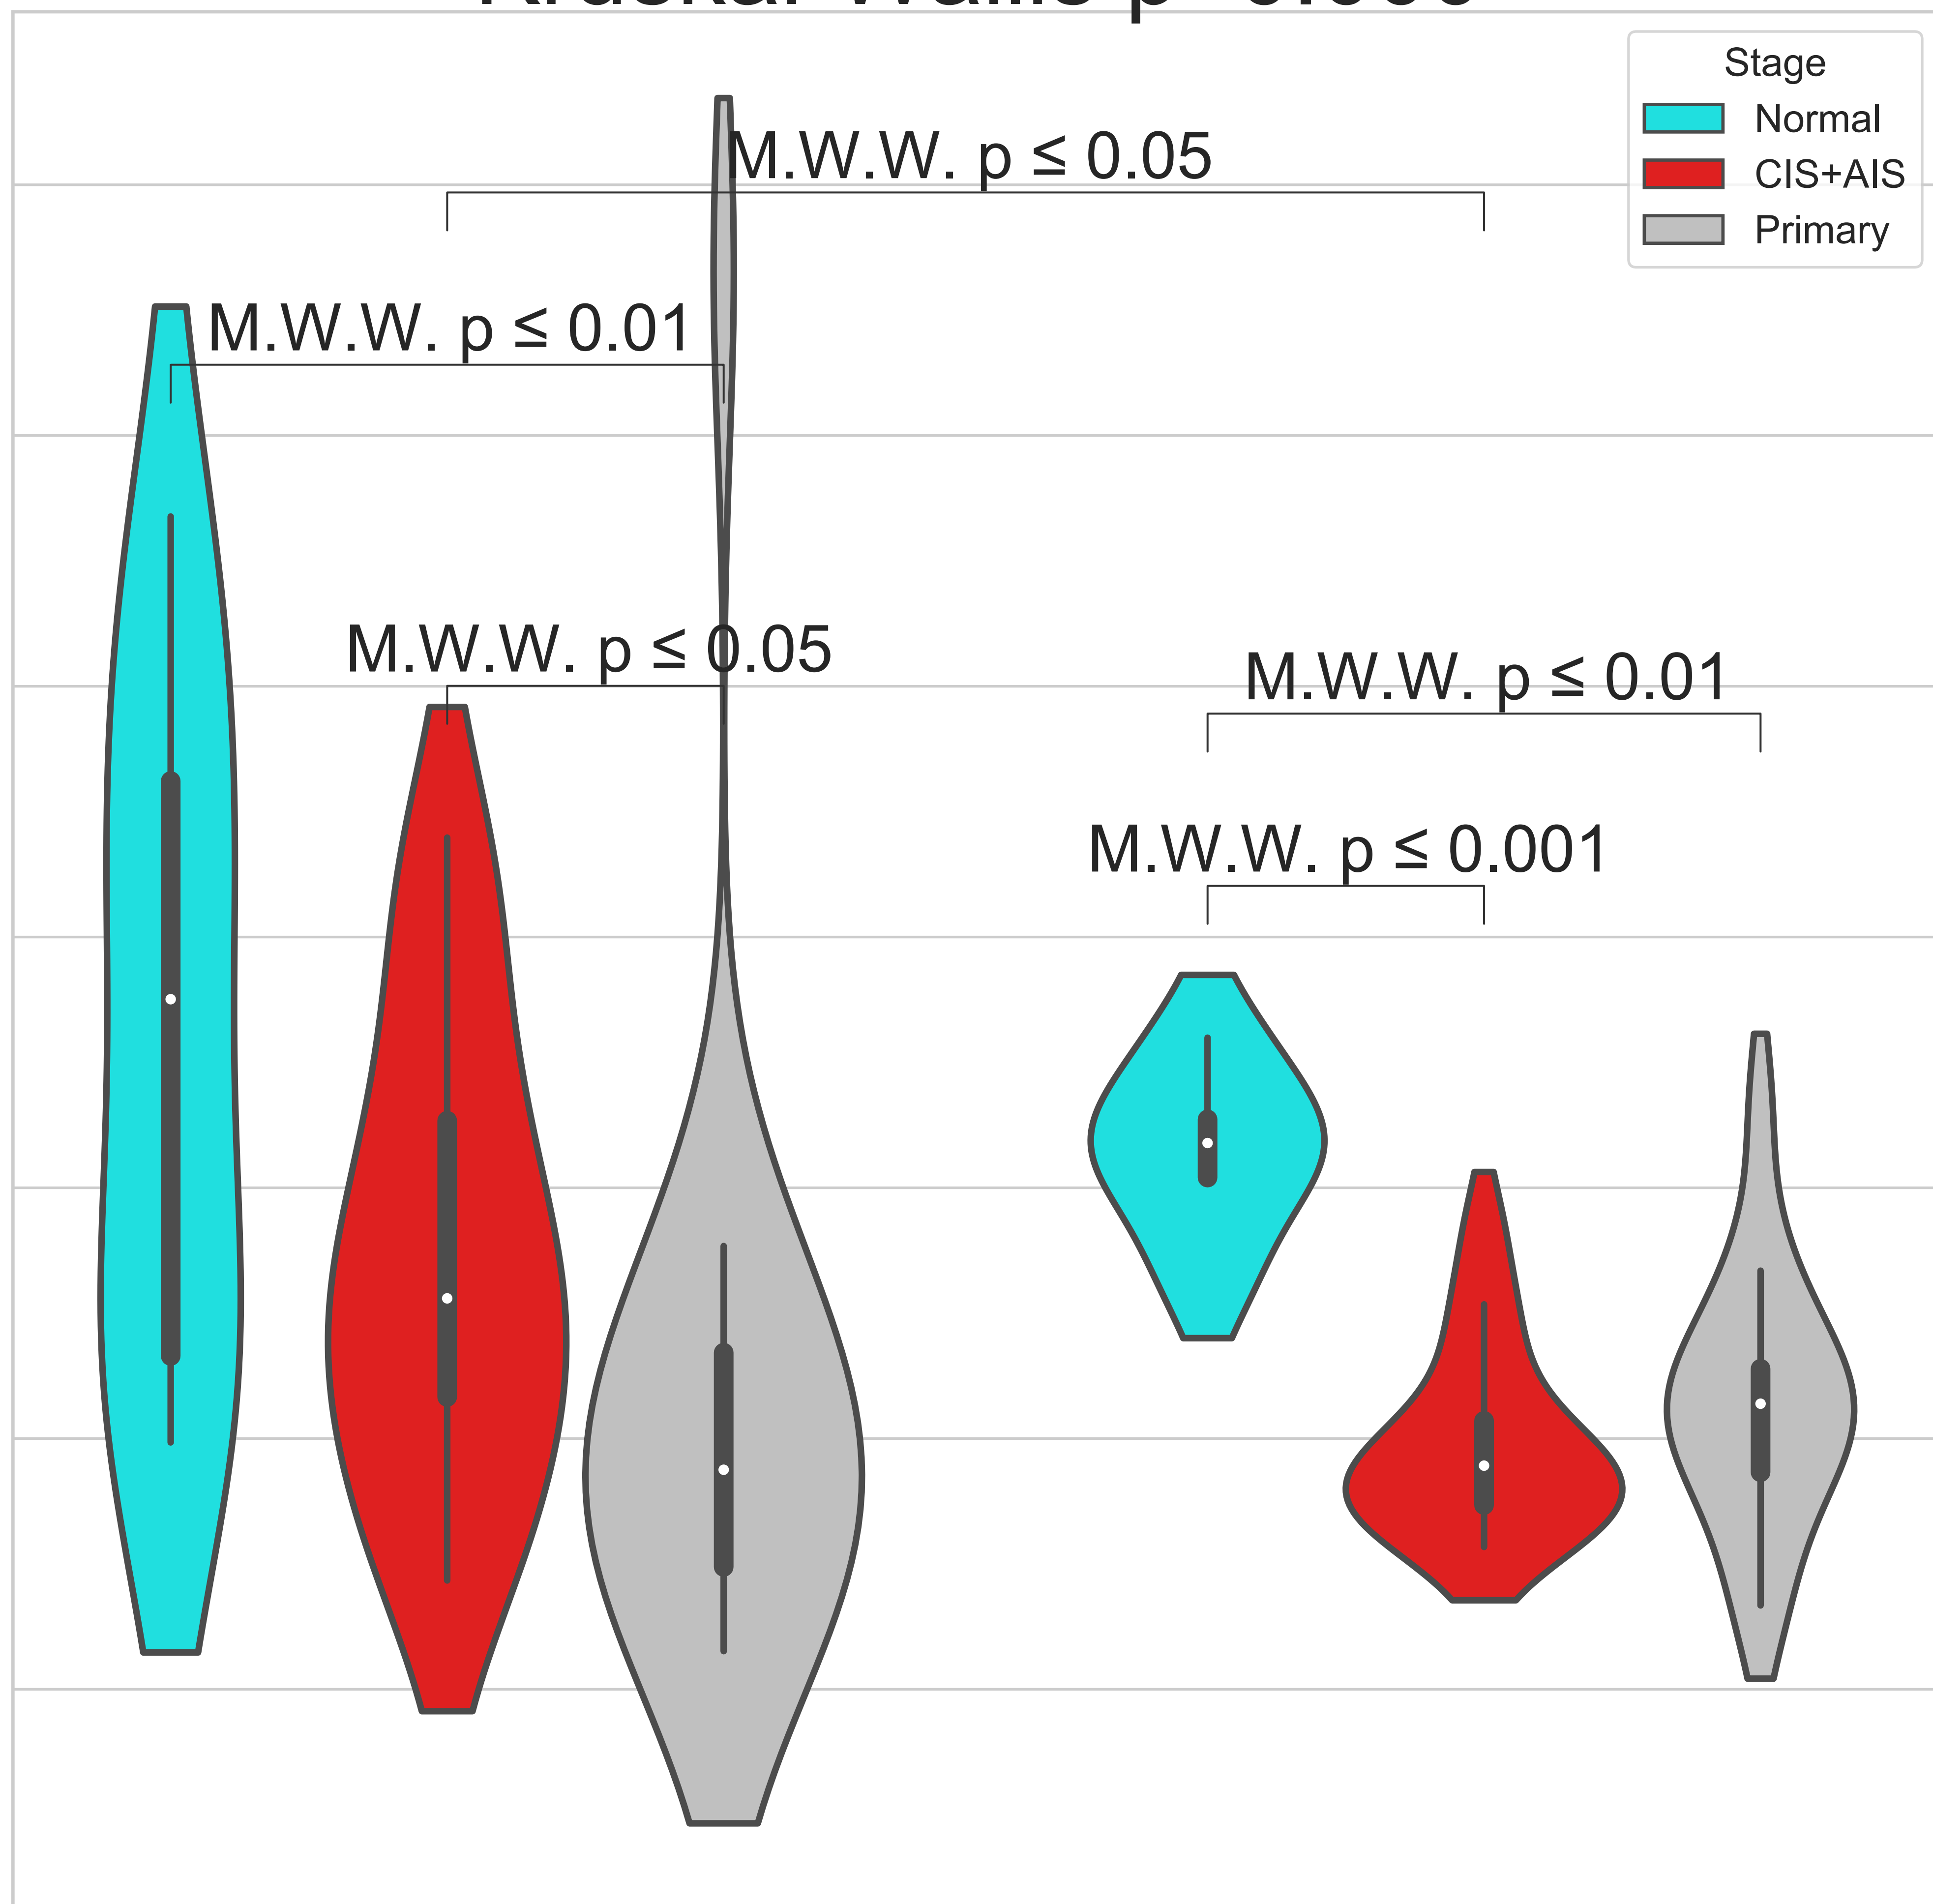 Stage
Normal
CIS+AIS
Primary
M.W.W. p ≤ 0.05
M.W.W. p ≤ 0.01
M.W.W. p ≤ 0.05
M.W.W. p ≤ 0.01
M.W.W. p ≤ 0.001